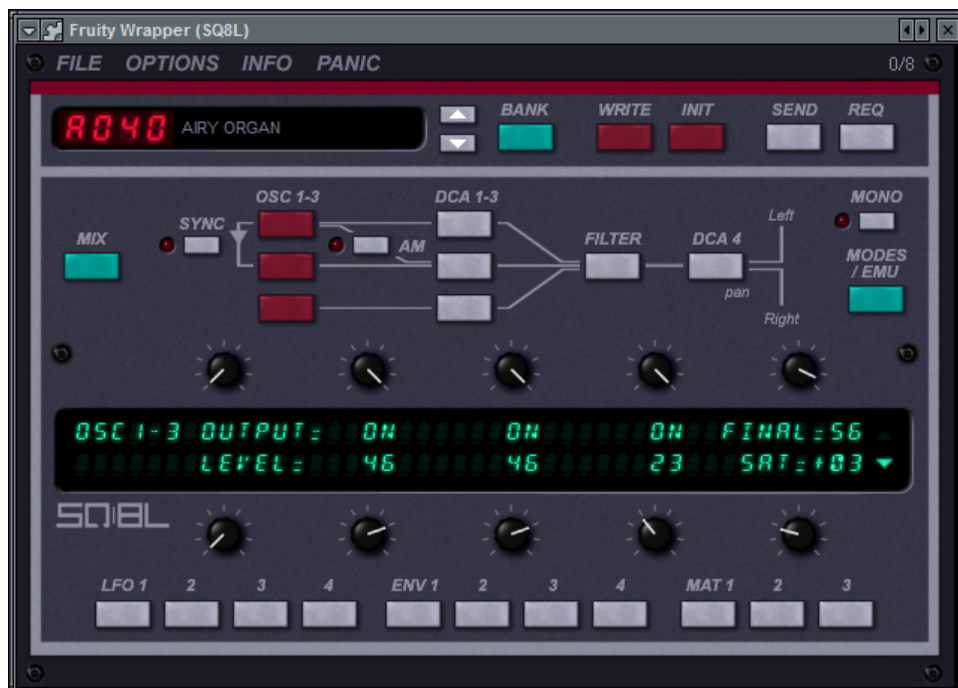 Fruity Wrapper (SQ8L)
FILE OPTIONS INFO PANIC 0/8
A040 AIRY ORGAN
BANK WRITE INIT SEND REQ
OSC 1-3 DCA 1-3 MONO
MIX SYNC AM FILTER DCA 4 Left
MODES
/ EMU
pan
Right
OSC1-3 OUTPUT= ON ON ON FINAL=56
LEVEL= 46 46 23 SAT=+03
SQ8L
LFO 1 2 3 4 ENV 1 2 3 4 MAT 1 2 3